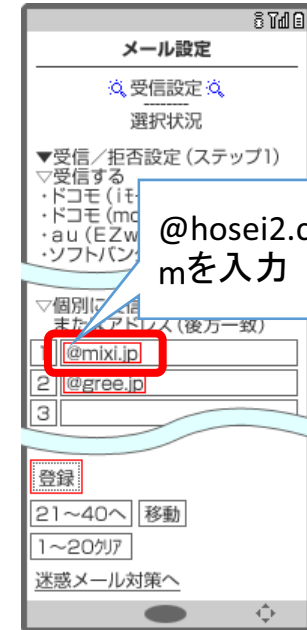 メール設定
受信設定
選択状況
▼受信／拒否設定(ステップ1)
▽受信する
・ドコモ(iモ
・ドコモ(mo
・au(EZw
・ソフトバン
@hosei2.c
mを入力
▽個別に受信
またはアドレス(後方一致)
1 @mixi.jp
2 @gree.jp
3
登録
21～40へ 移動
1～20クリア
迷惑メール対策へ